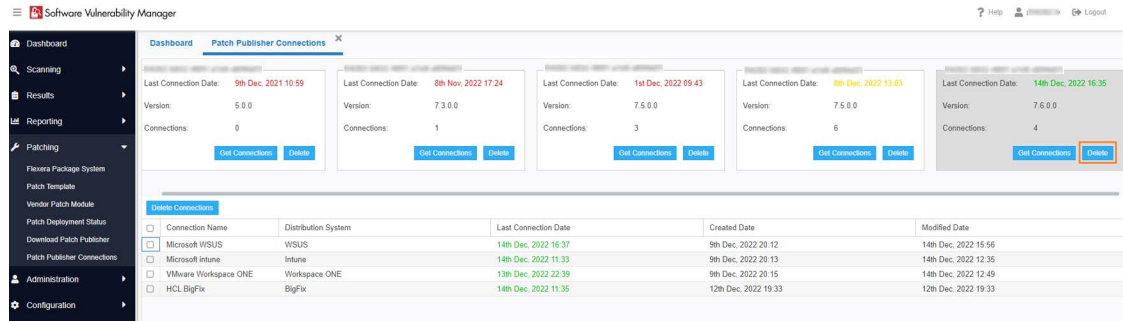 Software Vulnerability Manager
Help
Logout
Dashboard
Scanning
Results
Reporting
Patching
Flexera Package System
Patch Template
Vendor Patch Module
Patch Deployment Status
Download Patch Publisher
Patch Publisher Connections
Administration
Configuration
Dashboard Patch Publisher Connections
Last Connection Date: 9th Dec, 2021 10:59
Version: 5.0.0
Connections: 0
Get Connections Delete
Last Connection Date: 8th Nov, 2022 17:24
Version: 7.3.0.0
Connections: 1
Get Connections Delete
Last Connection Date: 1st Dec, 2022 09:43
Version: 7.5.0.0
Connections: 3
Get Connections Delete
Last Connection Date: 8th Dec, 2022 13:03
Version: 7.5.0.0
Connections: 6
Get Connections Delete
Last Connection Date: 14th Dec, 2022 16:35
Version: 7.6.0.0
Connections: 4
Get Connections Delete
Delete Connections
Connection Name Distribution System Last Connection Date Created Date Modified Date
Microsoft WSUS WSUS 14th Dec, 2022 16:37 9th Dec, 2022 20:12 14th Dec, 2022 15:56
Microsoft intune Intune 14th Dec, 2022 11:33 9th Dec, 2022 20:13 14th Dec, 2022 12:35
VMware Workspace ONE Workspace ONE 13th Dec, 2022 22:39 9th Dec, 2022 20:15 14th Dec, 2022 12:49
HCL BigFix BigFix 14th Dec, 2022 11:35 12th Dec, 2022 19:33 12th Dec, 2022 19:33